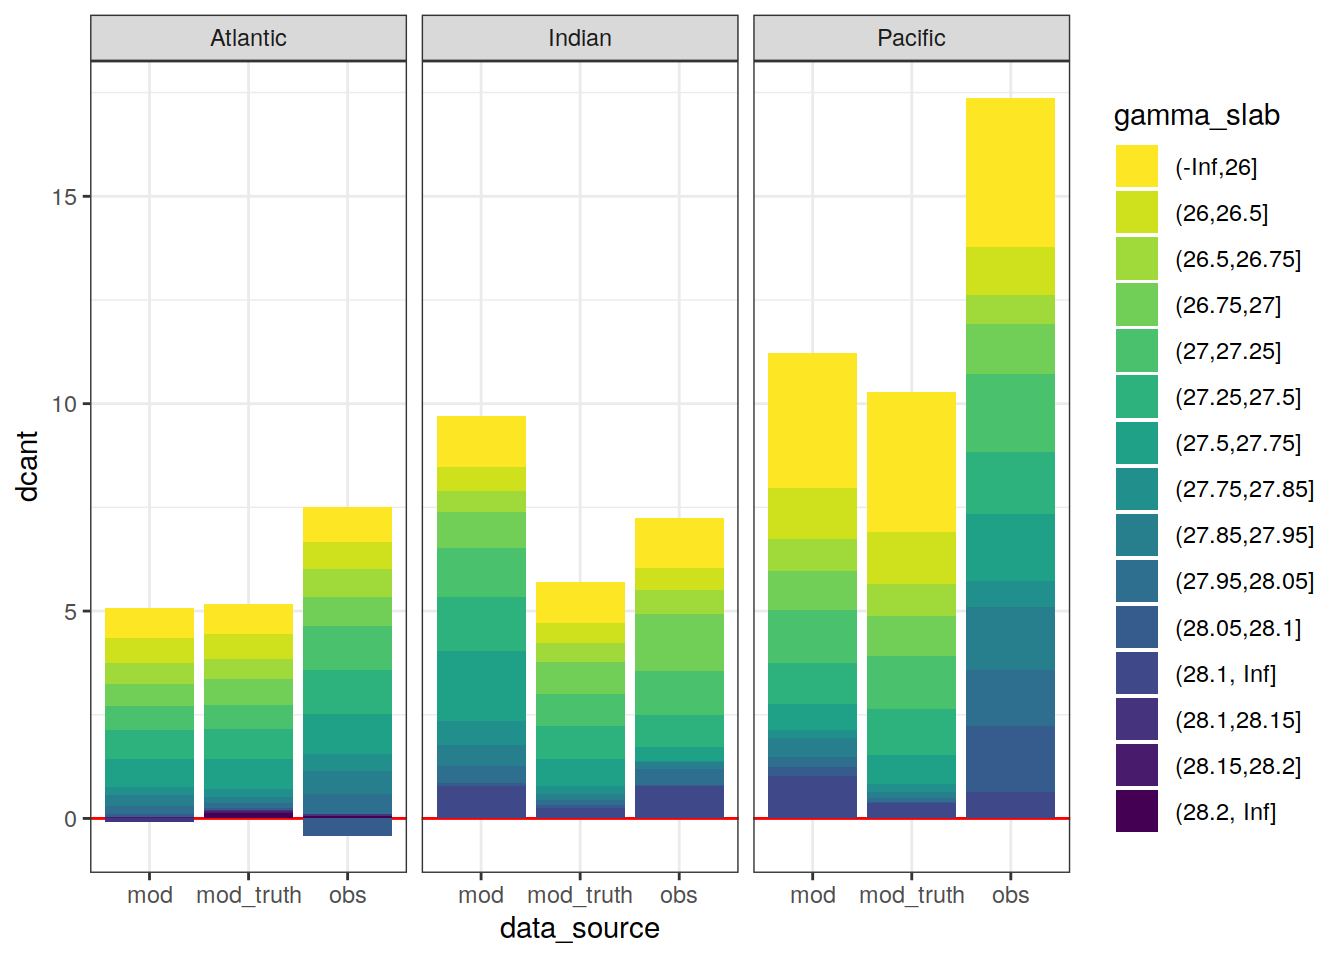 Atlantic
Indian
Pacific
15
10
5
0
dcant
mod
mod_truth
obs
mod
mod_truth
obs
mod
mod_truth
obs
data_source
gamma_slab
(-Inf,26]
(26,26.5]
(26.5,26.75]
(26.75,27]
(27,27.25]
(27.25,27.5]
(27.5,27.75]
(27.75,27.85]
(27.85,27.95]
(27.95,28.05]
(28.05,28.1]
(28.1, Inf]
(28.1,28.15]
(28.15,28.2]
(28.2, Inf]